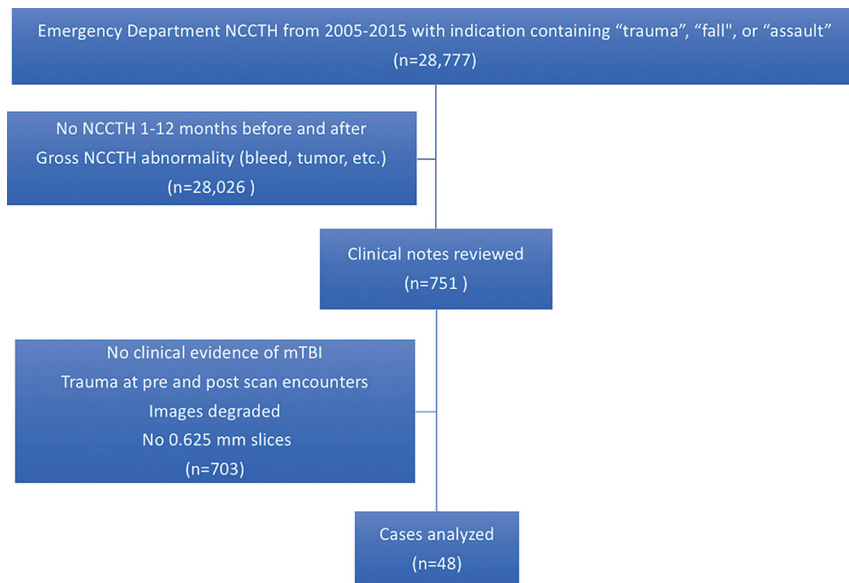 Emergency Department NCCTH from 2005-2015 with indication containing “trauma”, “fall", or “assault”
(n=28,777)
No NCCTH 1-12 months before and after
Gross NCCTH abnormality (bleed, tumor, etc.)
(n=28,026 )
Clinical notes reviewed
(n=751 )
No clinical evidence of mTBI
Trauma at pre and post scan encounters
Images degraded
No 0.625 mm slices
(n=703)
Cases analyzed
(n=48)